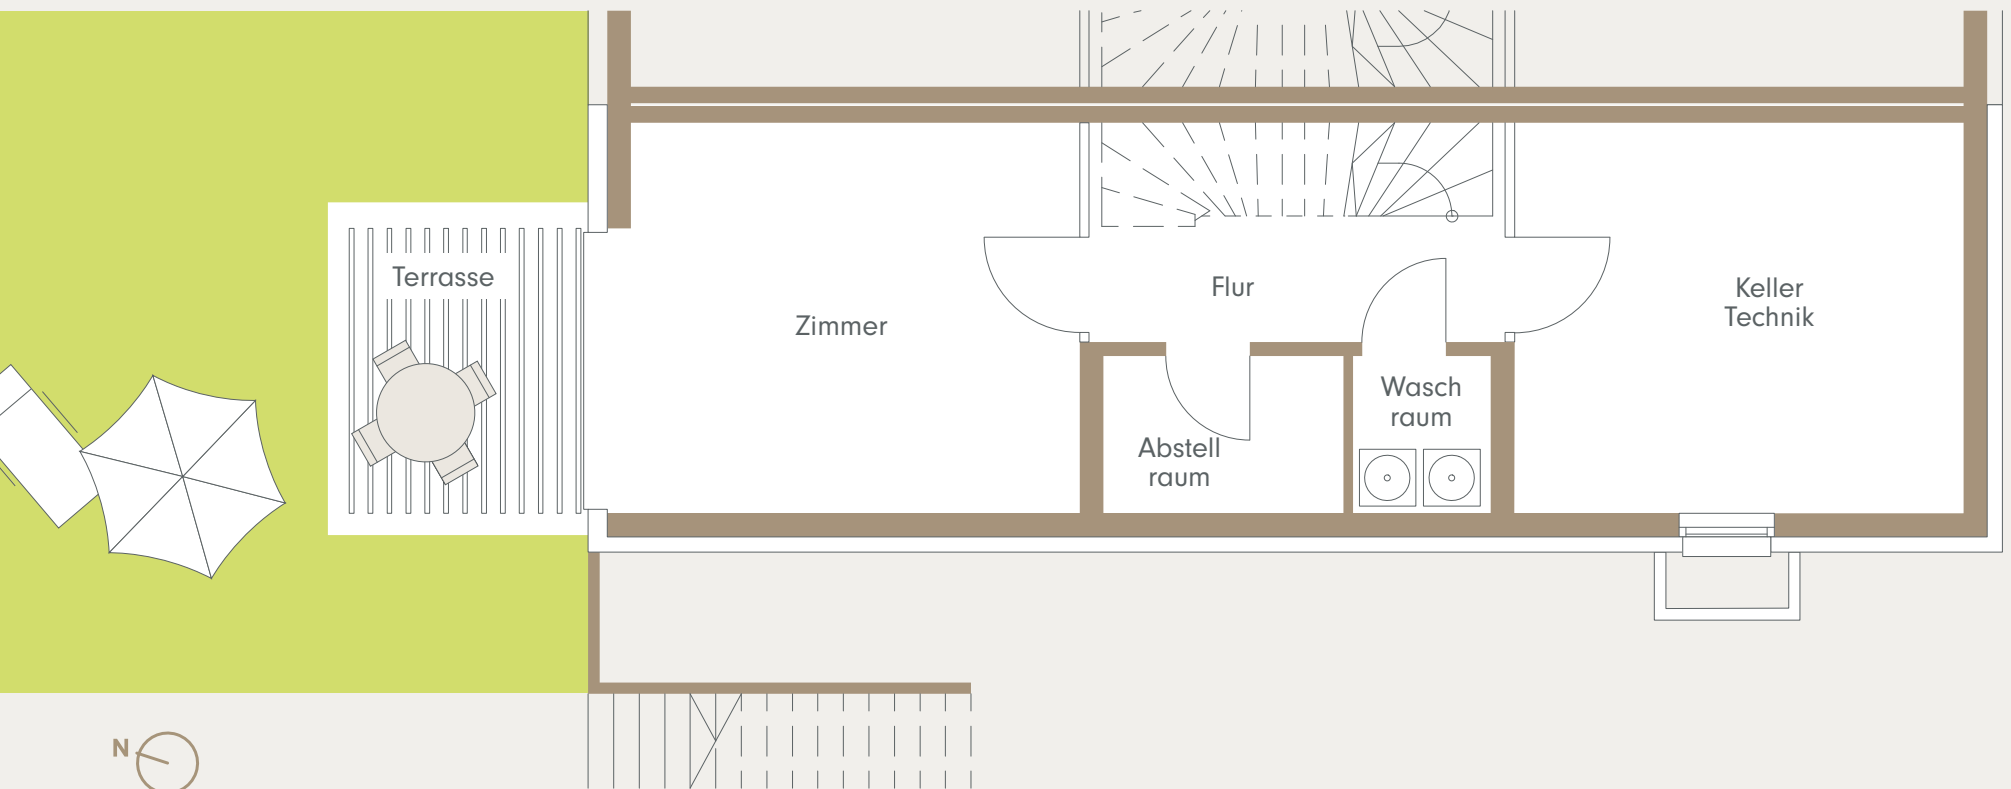 Terrasse
Zimmer
Flur
Keller
Technik
Wasch
raum
Abstell
raum
N